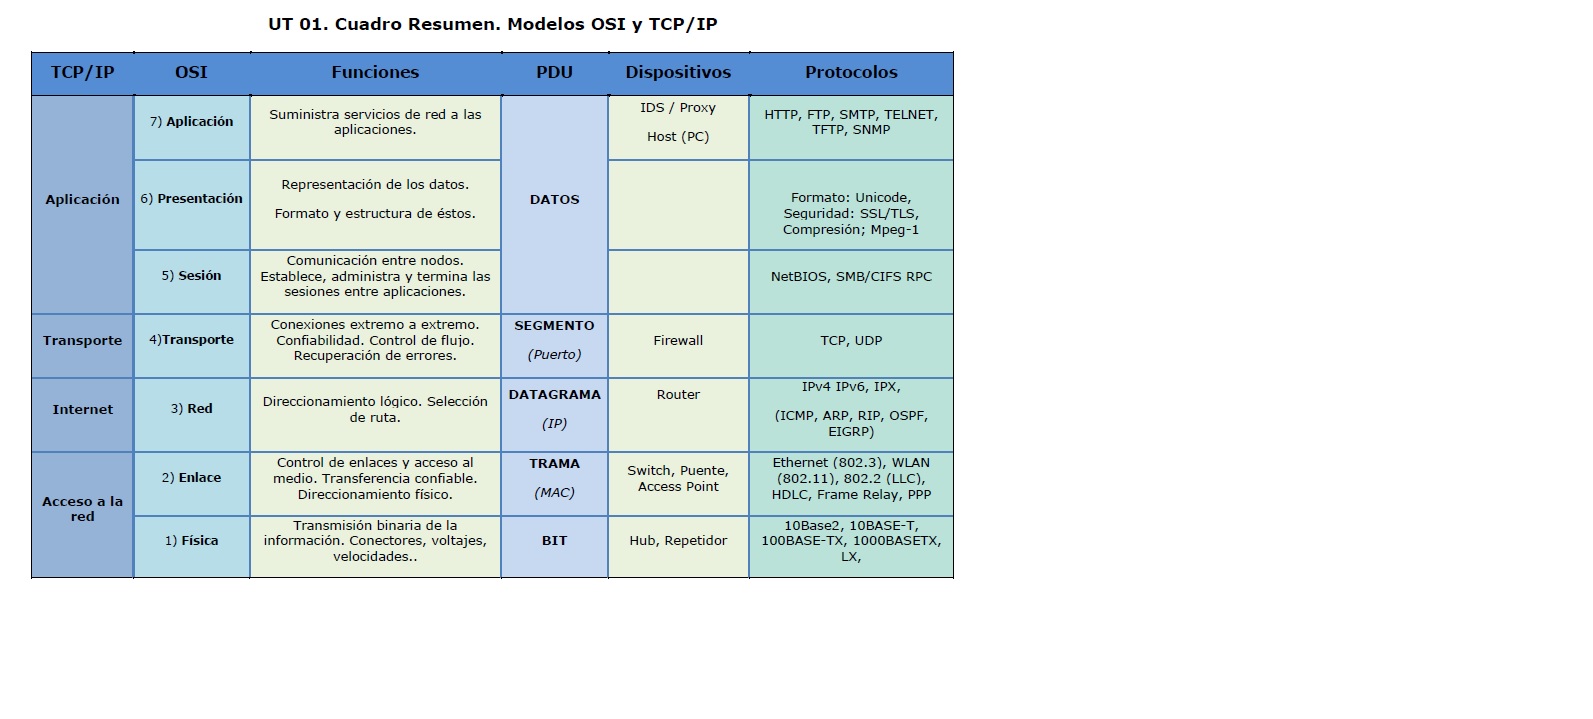 UT 01. Cuadro Resumen. Modelos OSI y TCP/IP
TCP/IP OSI Funciones PDU Dispositivos Protocolos
Aplicación
7) Aplicación
Suministra servicios de red a las
aplicaciones.
DATOS
IDS / Proxy
Host (PC)
HTTP, FTP, SMTP, TELNET,
TFTP, SNMP
6) Presentación
Representación de los datos.
Formato y estructura de éstos.
Formato: Unicode,
Seguridad: SSL/TLS,
Compresión; Mpeg-1
5) Sesión
Comunicación entre nodos.
Establece, administra y termina las
sesiones entre aplicaciones.
NetBIOS, SMB/CIFS RPC
Transporte
4)Transporte
Conexiones extremo a extremo.
Confiabilidad. Control de flujo.
Recuperación de errores.
SEGMENTO
(Puerto)
Firewall
TCP, UDP
Internet
3) Red
Direccionamiento lógico. Selección
de ruta.
DATAGRAMA
(IP)
Router
IPv4 IPv6, IPX,
(ICMP, ARP, RIP, OSPF,
EIGRP)
Acceso a la
red
2) Enlace
Control de enlaces y acceso al
medio. Transferencia confiable.
Direccionamiento físico.
TRAMA
(MAC)
Switch, Puente,
Access Point
Ethernet (802.3), WLAN
(802.11), 802.2 (LLC),
HDLC, Frame Relay, PPP
1) Física
Transmisión binaria de la
información. Conectores, voltajes,
velocidades..
BIT
Hub, Repetidor
10Base2, 10BASE-T,
100BASE-TX, 1000BASETX,
LX,